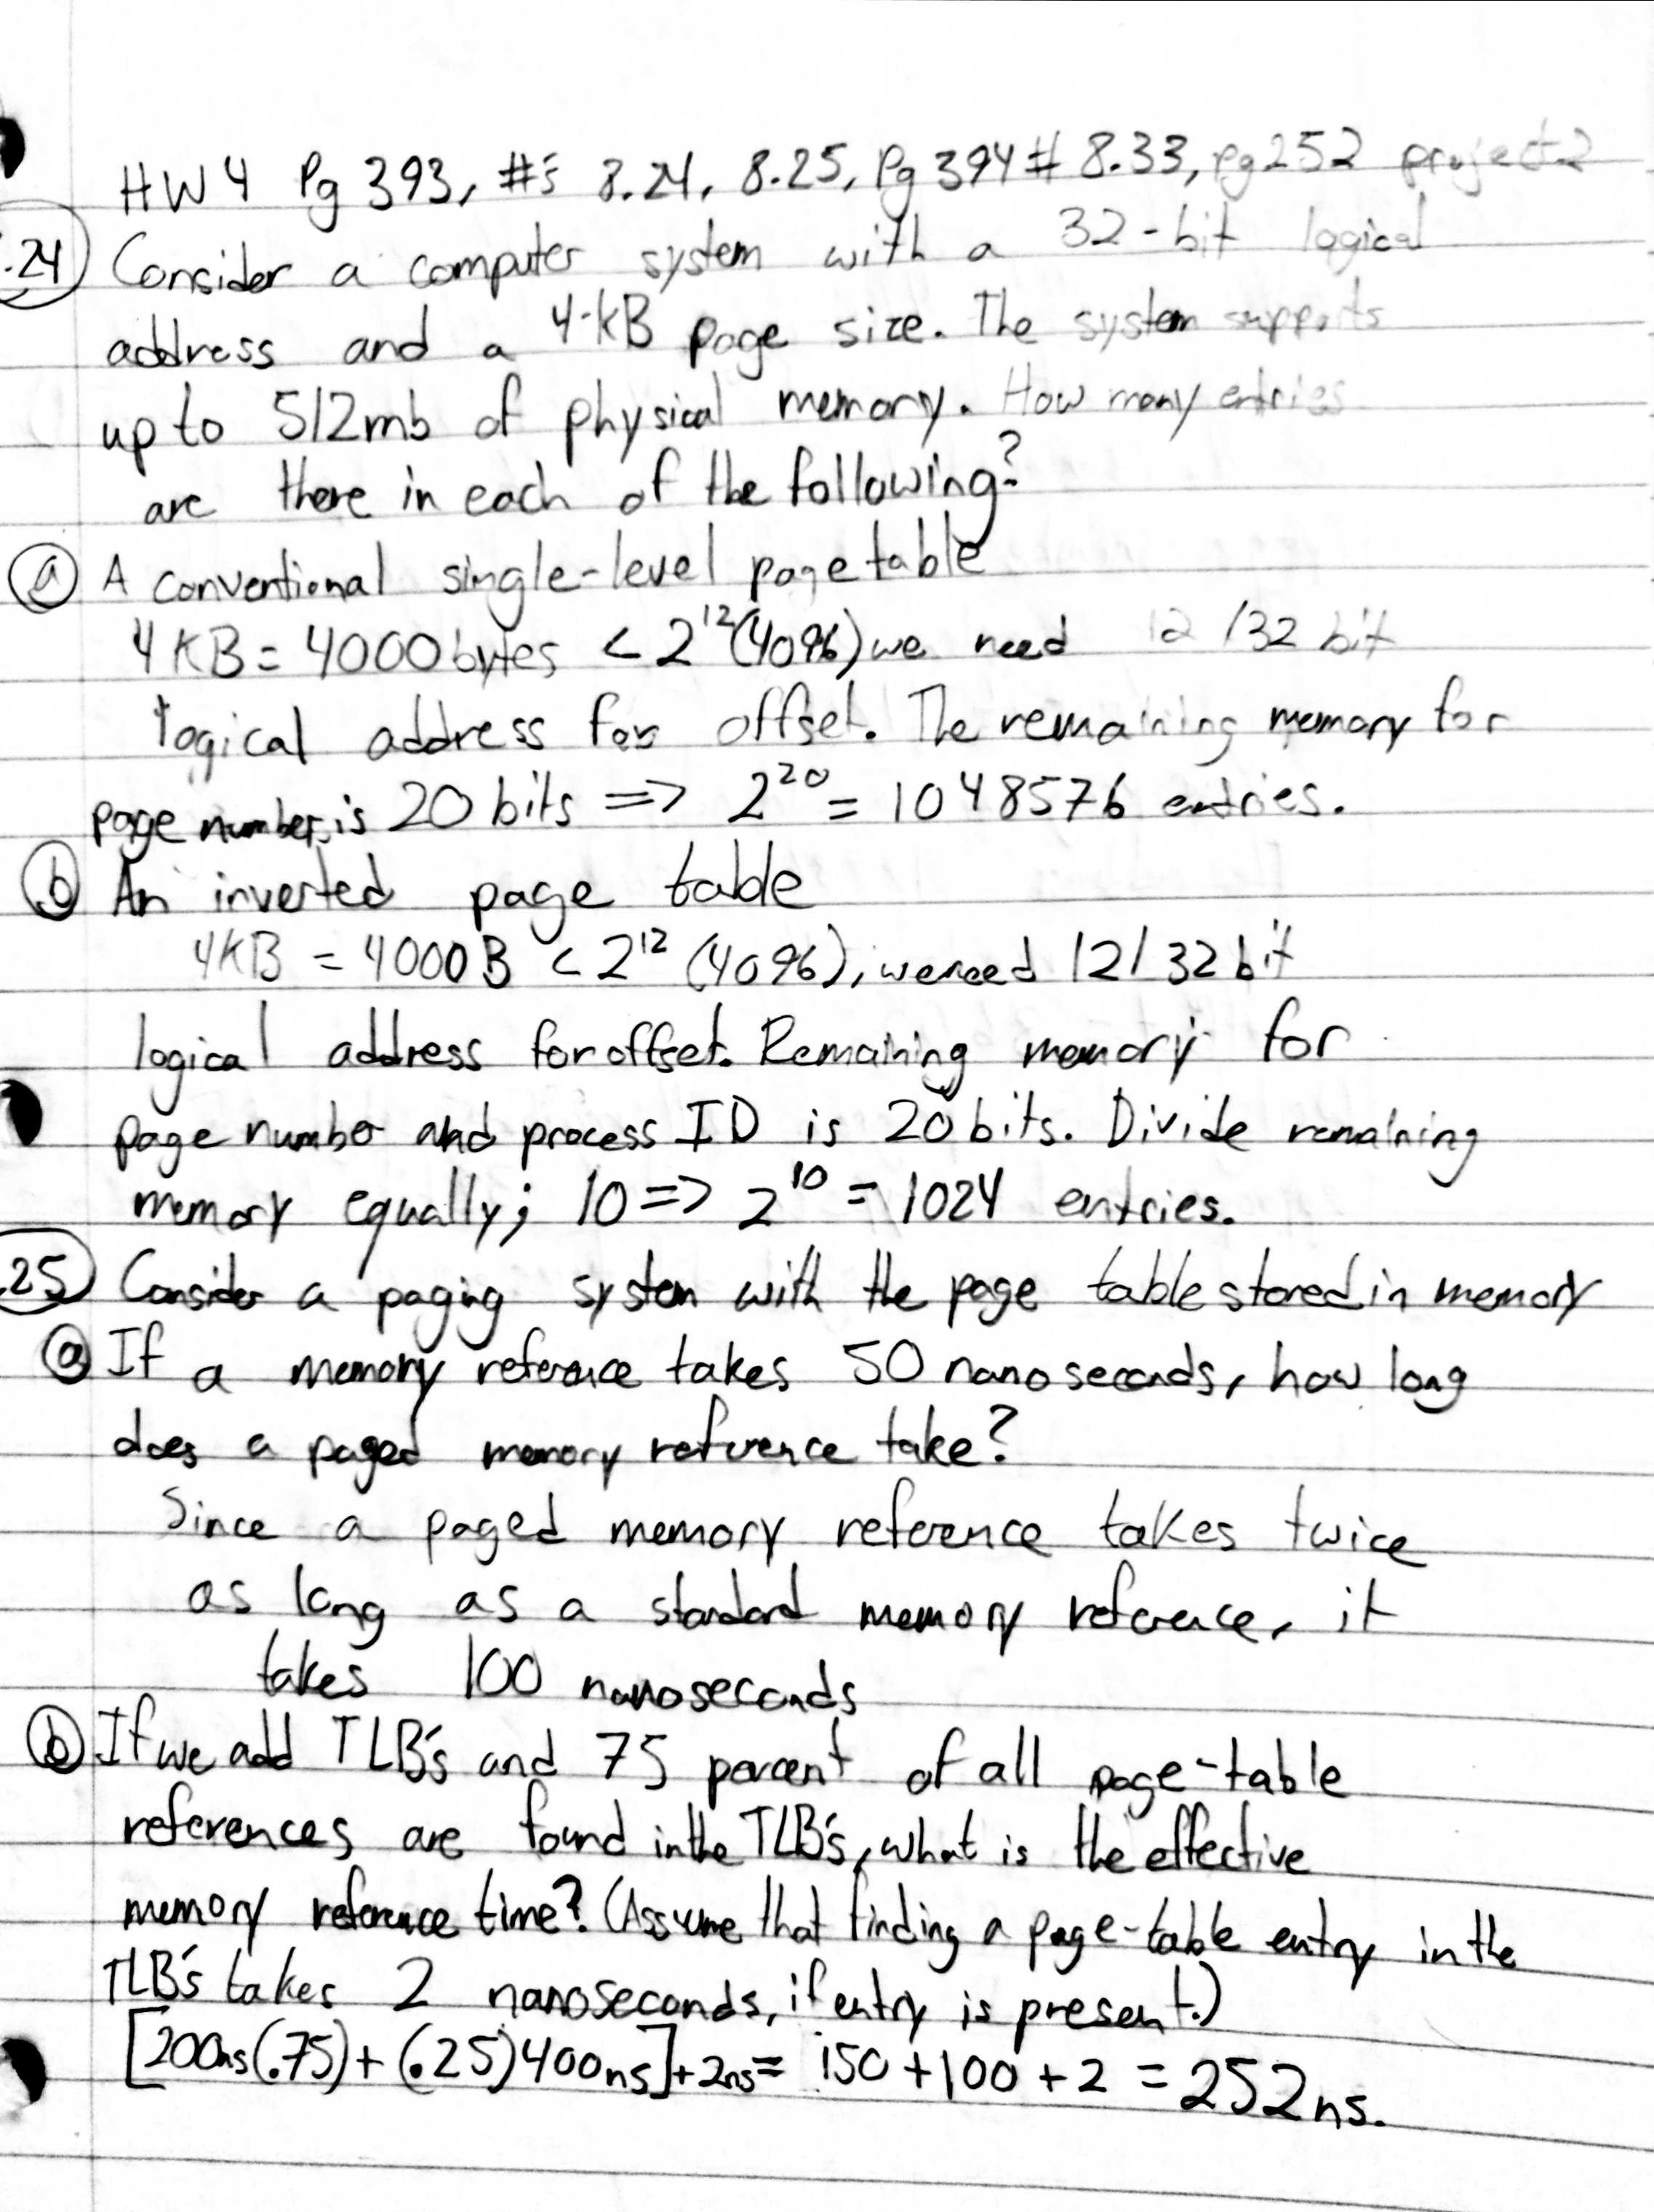 HW 4 Pg 393, #'s 8.24, 8.25, Pg 394 # 8.33, pg 252 project 2
.24 Consider a computer system with a 32-bit logical
address and a 4-kB page size. The system supports
up to 512mb of physical memory. How many entries
are there in each of the following?
a A conventional single-level page table
4 KB = 4000 bytes < 2^12 (4096) we need 12 /32 bit
logical address for offset. The remaining memory for
page number is 20 bits => 2^20 = 1048576 entries.
b An inverted page table
4KB = 4000 B < 2^12 (4096), we need 12/32 bit
logical address for offset. Remaining memory for
page number and process ID is 20 bits. Divide remaining
memory equally; 10 => 2^10 = 1024 entries.
.25 Consider a paging system with the page table stored in memory
a If a memory reference takes 50 nanoseconds, how long
does a paged memory reference take?
Since a paged memory reference takes twice
as long as a standard memory reference, it
takes 100 nanoseconds
b If we add TLB's and 75 percent of all page-table
references are found in the TLB's, what is the effective
memory reference time? (Assume that finding a page-table entry in the
TLB's takes 2 nanoseconds, if entry is present.)
[200ns(.75) + (.25)400ns] + 2ns = 150 + 100 + 2 = 252 ns.